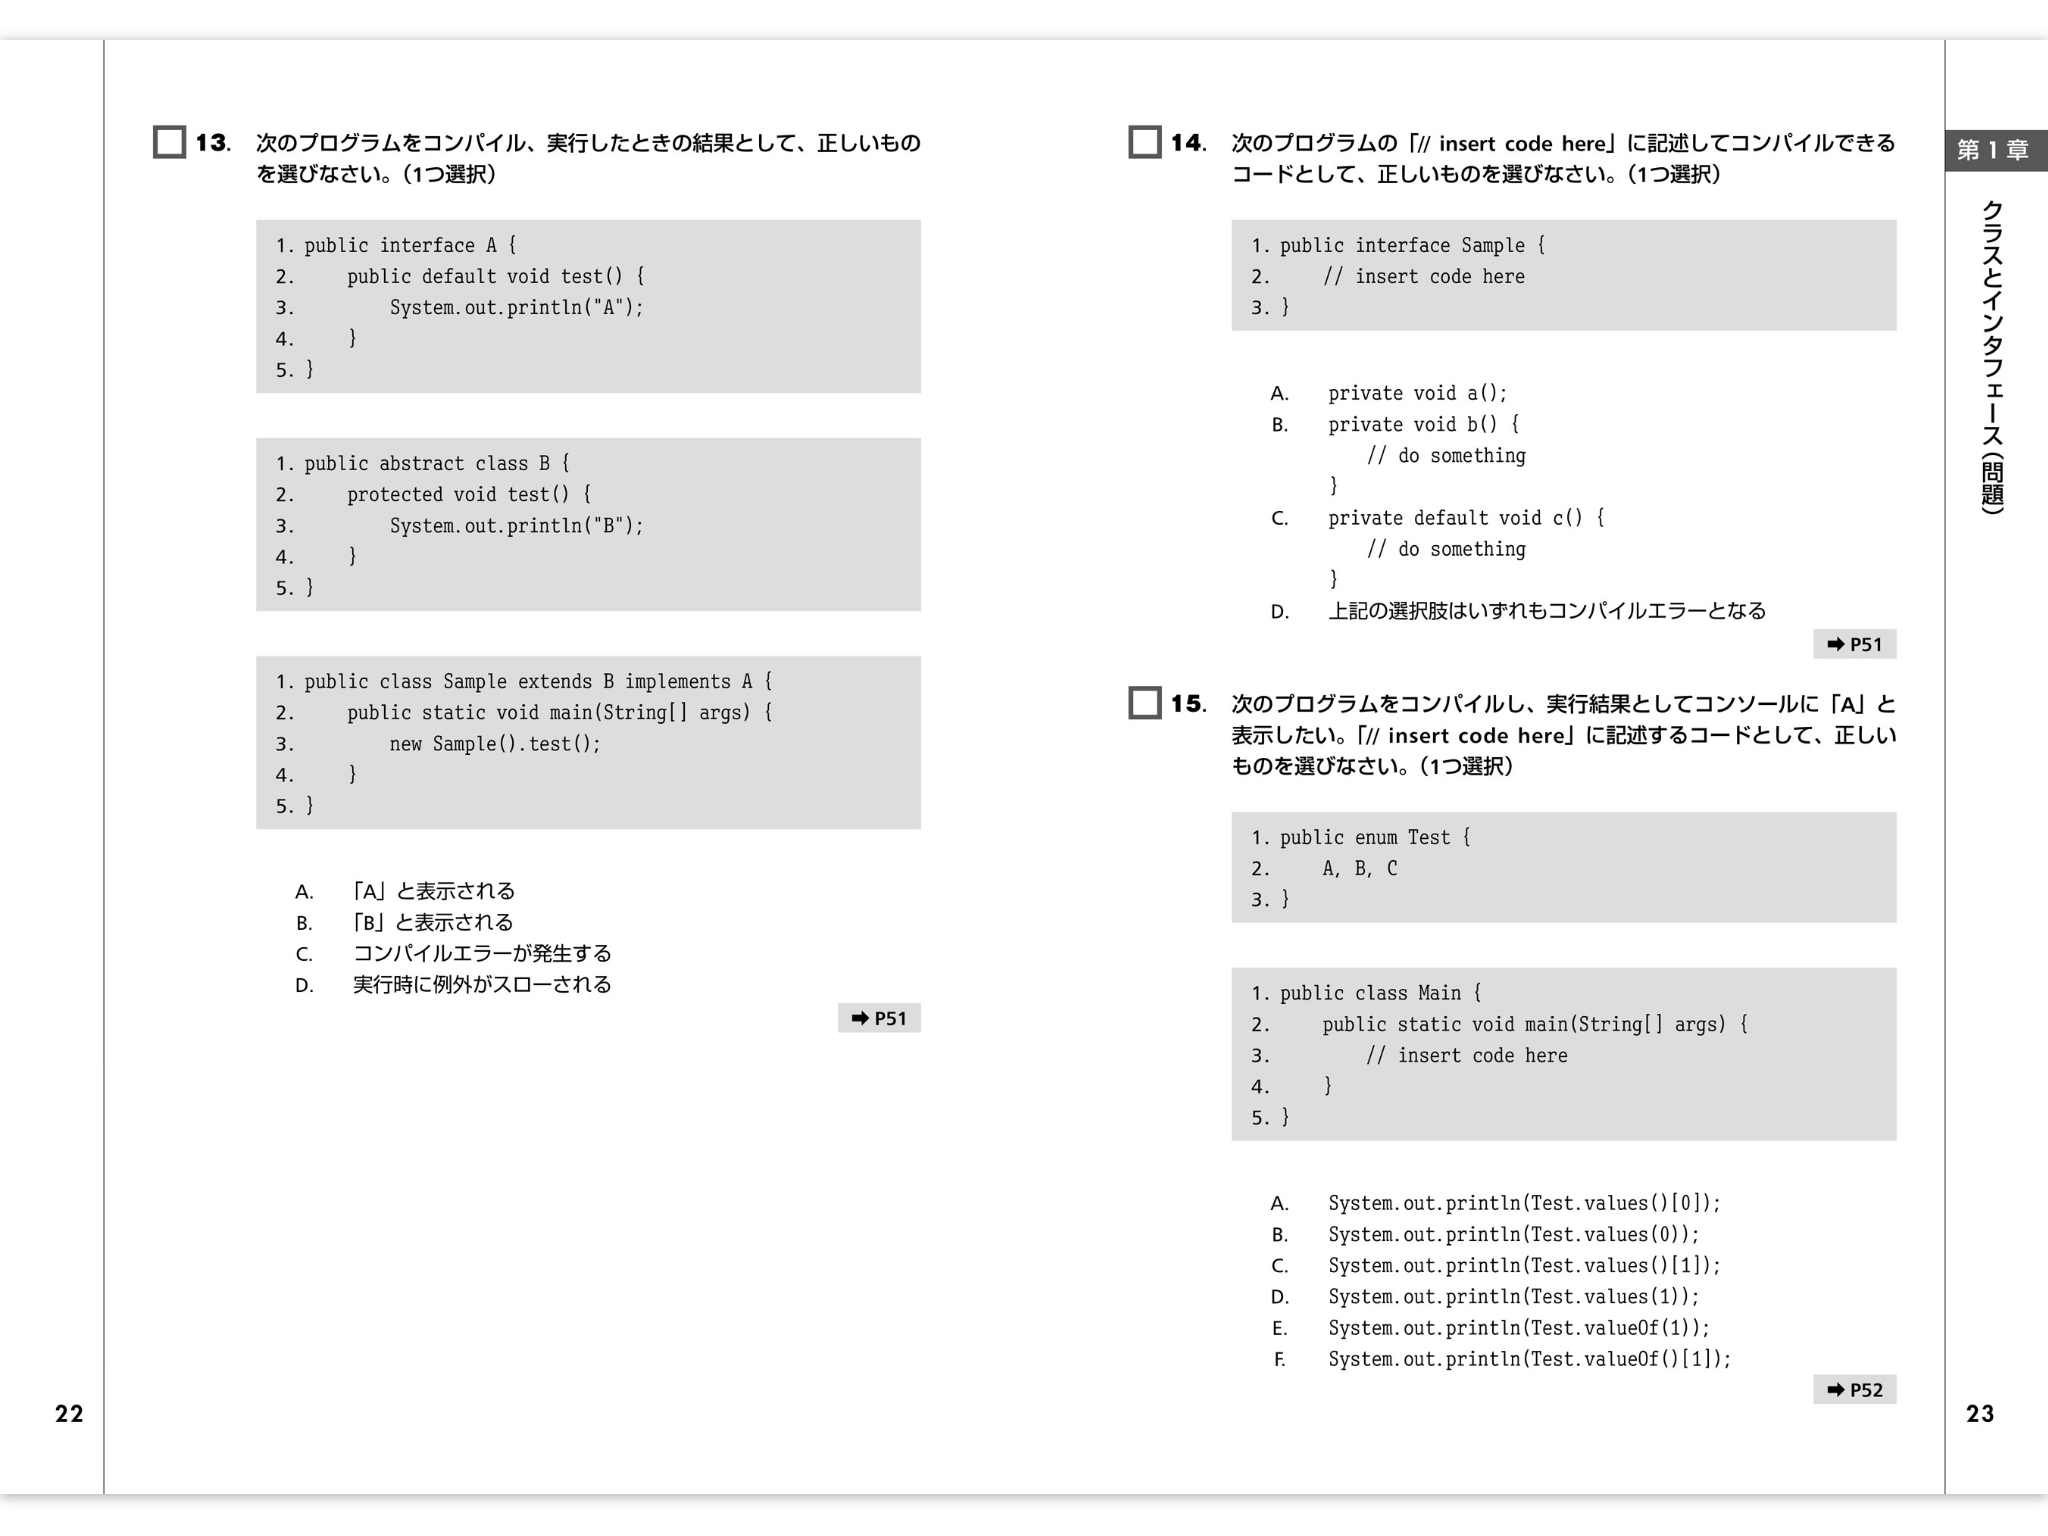 13. 次のプログラムをコンパイル、実行したときの結果として、正しいもの
を選びなさい。（1つ選択）
1. public interface A {
2.     public default void test() {
3.         System.out.println("A");
4.     }
5. }
1. public abstract class B {
2.     protected void test() {
3.         System.out.println("B");
4.     }
5. }
1. public class Sample extends B implements A {
2.     public static void main(String[] args) {
3.         new Sample().test();
4.     }
5. }
A. 「A」と表示される
B. 「B」と表示される
C. コンパイルエラーが発生する
D. 実行時に例外がスローされる
➡ P51
22
14. 次のプログラムの「// insert code here」に記述してコンパイルできる
コードとして、正しいものを選びなさい。（1つ選択）
1. public interface Sample {
2.     // insert code here
3. }
A. private void a();
B. private void b() {
// do something
}
C. private default void c() {
// do something
}
D. 上記の選択肢はいずれもコンパイルエラーとなる
➡ P51
15. 次のプログラムをコンパイルし、実行結果としてコンソールに「A」と
表示したい。「// insert code here」に記述するコードとして、正しい
ものを選びなさい。（1つ選択）
1. public enum Test {
2.     A, B, C
3. }
1. public class Main {
2.     public static void main(String[] args) {
3.         // insert code here
4.     }
5. }
A. System.out.println(Test.values()[0]);
B. System.out.println(Test.values(0));
C. System.out.println(Test.values()[1]);
D. System.out.println(Test.values(1));
E. System.out.println(Test.valueOf(1));
F. System.out.println(Test.valueOf()[1]);
➡ P52
第1章
クラスとインタフェース（問題）
23